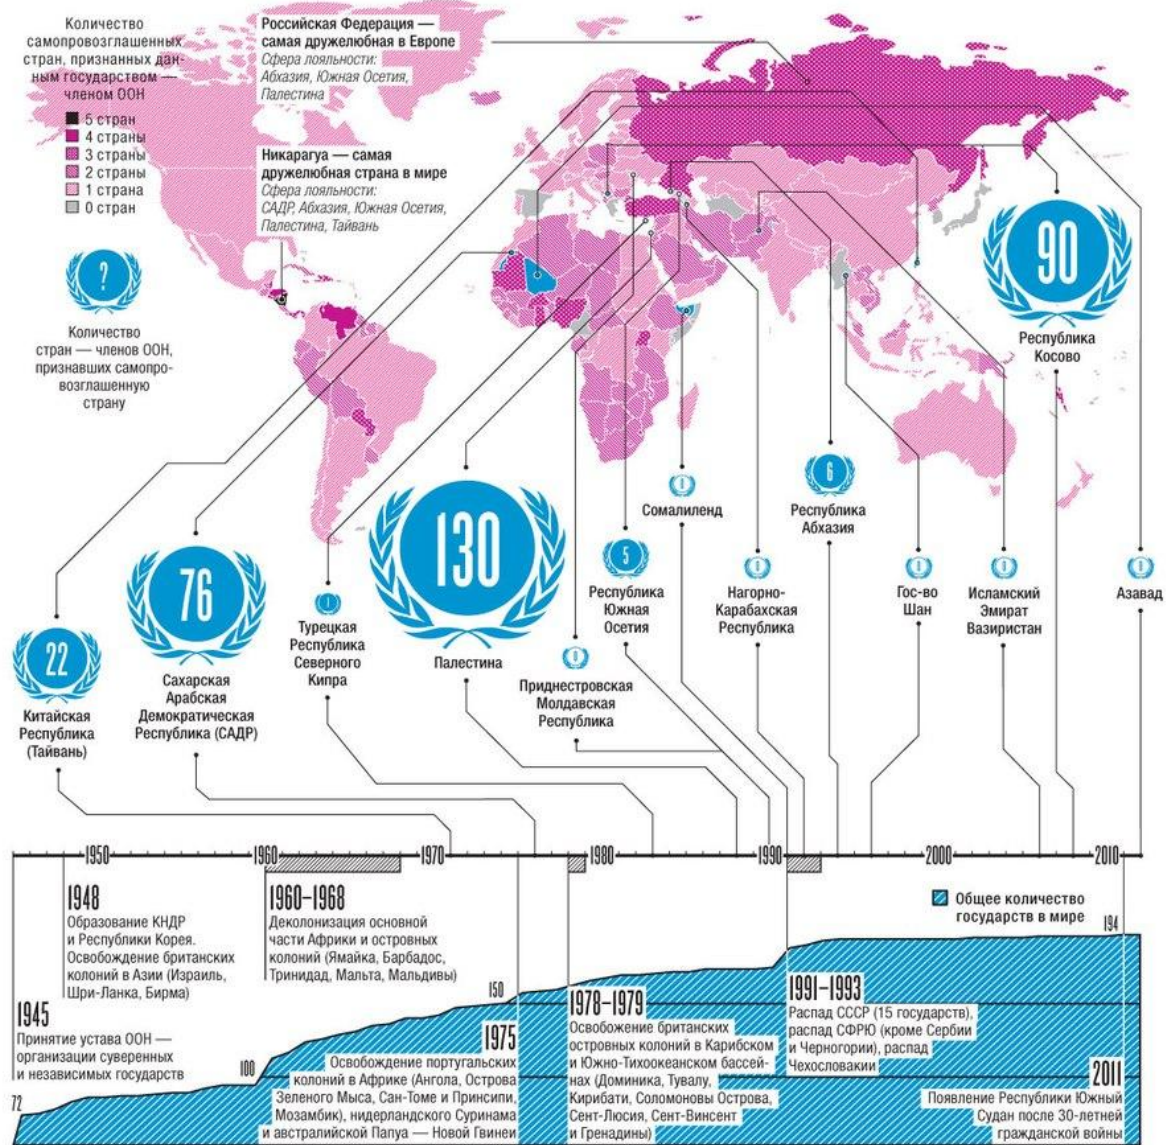 Количество
самопровозглашенных
стран, признанных дан-
ным государством —
членом ООН
5 стран
4 страны
3 страны
2 страны
1 страна
0 стран
Российская Федерация —
самая дружелюбная в Европе
Сфера лояльности:
Абхазия, Южная Осетия,
Палестина
Никарагуа — самая
дружелюбная страна в мире
Сфера лояльности:
САДР, Абхазия, Южная Осетия,
Палестина, Тайвань
?
Количество
стран — членов ООН,
признавших самопро-
возглашенную
страну
90
Республика
Косово
22
Китайская
Республика
(Тайвань)
76
Сахарская
Арабская
Демократическая
Республика (САДР)
1
Турецкая
Республика
Северного
Кипра
130
Палестина
0
Приднестровская
Молдавская
Республика
5
Республика
Южная
Осетия
0
Сомалиленд
0
Нагорно-
Карабахская
Республика
6
Республика
Абхазия
0
Гос-во
Шан
0
Исламский
Эмират
Вазиристан
0
Азавад
1950
1960
1970
1980
1990
2000
2010
1948
Образование КНДР
и Республики Корея.
Освобождение британских
колоний в Азии (Израиль,
Шри-Ланка, Бирма)
1960–1968
Деколонизация основной
части Африки и островных
колоний (Ямайка, Барбадос,
Тринидад, Мальта, Мальдивы)
Общее количество
государств в мире
194
1945
Принятие устава ООН —
организации суверенных
и независимых государств
72
100
150
1975
Освобождение португальских
колоний в Африке (Ангола, Острова
Зеленого Мыса, Сан-Томе и Принсипи,
Мозамбик), нидерландского Суринама
и австралийской Папуа — Новой Гвинеи
1978–1979
Освобожение британских
островных колоний в Карибском
и Южно-Тихоокеанском бассей-
нах (Доминика, Тувалу,
Кирибати, Соломоновы Острова,
Сент-Люсия, Сент-Винсент
и Гренадины)
1991–1993
Распад СССР (15 государств),
распад СФРЮ (кроме Сербии
и Черногории), распад
Чехословакии
2011
Появление Республики Южный
Судан после 30-летней
гражданской войны